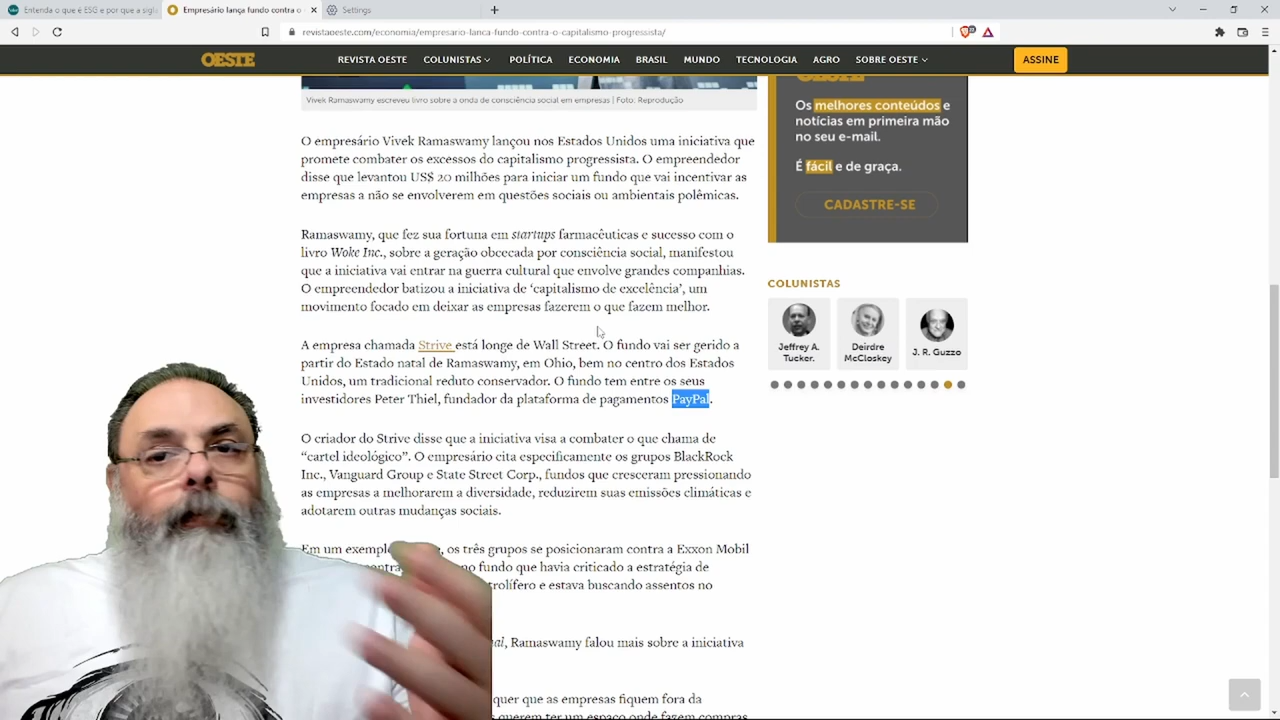 Entenda o que é ESG e por que a sigla
Empresário lança fundo contra o
Settings
revistaoeste.com/economia/empresario-lanca-fundo-contra-o-capitalismo-progressista/
OESTE
REVISTA OESTE
COLUNISTAS
POLÍTICA
ECONOMIA
BRASIL
MUNDO
TECNOLOGIA
AGRO
SOBRE OESTE
ASSINE
Vivek Ramaswamy escreveu livro sobre a onda de consciência social em empresas | Foto: Reprodução
O empresário Vivek Ramaswamy lançou nos Estados Unidos uma iniciativa que
promete combater os excessos do capitalismo progressista. O empreendedor
disse que levantou US$ 20 milhões para iniciar um fundo que vai incentivar as
empresas a não se envolverem em questões sociais ou ambientais polêmicas.
Ramaswamy, que fez sua fortuna em startups farmacêuticas e sucesso com o
livro Woke Inc., sobre a geração obcecada por consciência social, manifestou
que a iniciativa vai entrar na guerra cultural que envolve grandes companhias.
O empreendedor batizou a iniciativa de ‘capitalismo de excelência’, um
movimento focado em deixar as empresas fazerem o que fazem melhor.
A empresa chamada Strive está longe de Wall Street. O fundo vai ser gerido a
partir do Estado natal de Ramaswamy, em Ohio, bem no centro dos Estados
Unidos, um tradicional reduto conservador. O fundo tem entre os seus
investidores Peter Thiel, fundador da plataforma de pagamentos PayPal.
O criador do Strive disse que a iniciativa visa a combater o que chama de
“cartel ideológico”. O empresário cita especificamente os grupos BlackRock
Inc., Vanguard Group e State Street Corp., fundos que cresceram pressionando
as empresas a melhorarem a diversidade, reduzirem suas emissões climáticas e
adotarem outras mudanças sociais.
Em um exemplo os três grupos se posicionaram contra a Exxon Mobil
no fundo que havia criticado a estratégia de
e estava buscando assentos no
Ramaswamy falou mais sobre a iniciativa
quer que as empresas fiquem fora da
querem ter um espaço onde fazem compras
OESTE
Os melhores conteúdos e
notícias em primeira mão
no seu e-mail.
É fácil e de graça.
CADASTRE-SE
COLUNISTAS
Jeffrey A.
Tucker.
Deirdre
McCloskey
J. R. Guzzo